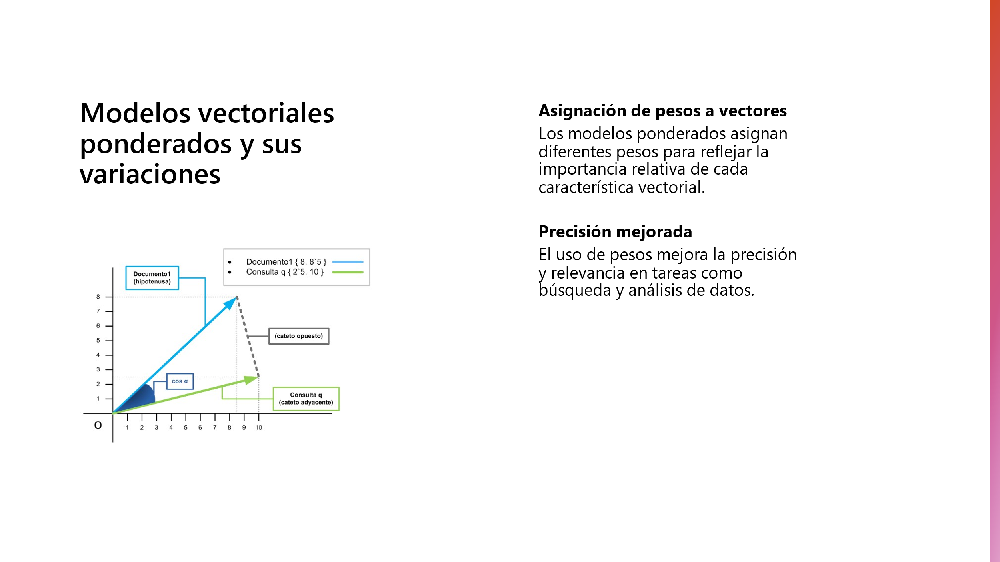 Modelos vectoriales
ponderados y sus
variaciones
Documento1 { 8, 8`5 }
Consulta q { 2`5, 10 }
Documento1
(hipotenusa)
8
7
6
5
4
3
2
1
(cateto opuesto)
cos α
Consulta q
(cateto adyacente)
O
1 2 3 4 5 6 7 8 9 10
Asignación de pesos a vectores
Los modelos ponderados asignan
diferentes pesos para reflejar la
importancia relativa de cada
característica vectorial.
Precisión mejorada
El uso de pesos mejora la precisión
y relevancia en tareas como
búsqueda y análisis de datos.